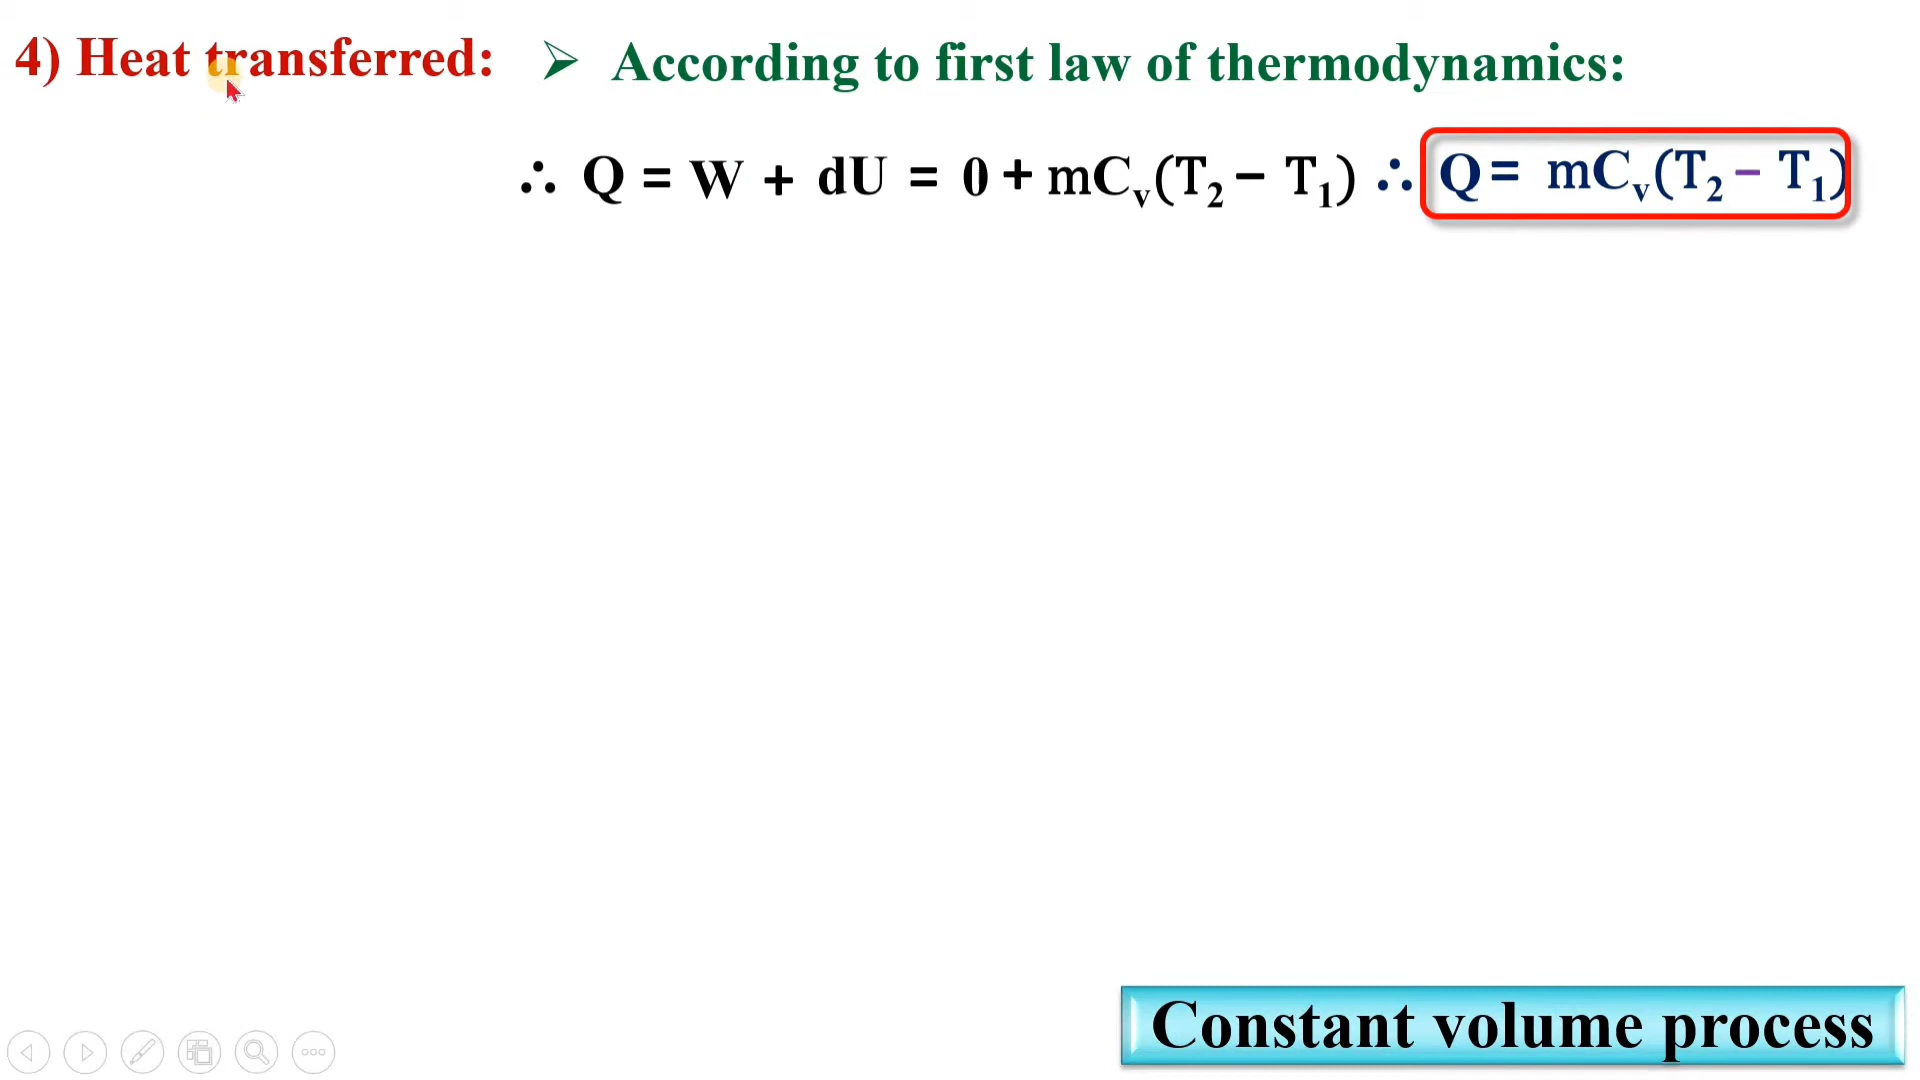 4) Heat transferred: ➢ According to first law of thermodynamics:
∴ Q = W + dU = 0 + mCᵥ(T₂ − T₁) ∴ Q = mCᵥ(T₂ − T₁)
Constant volume process